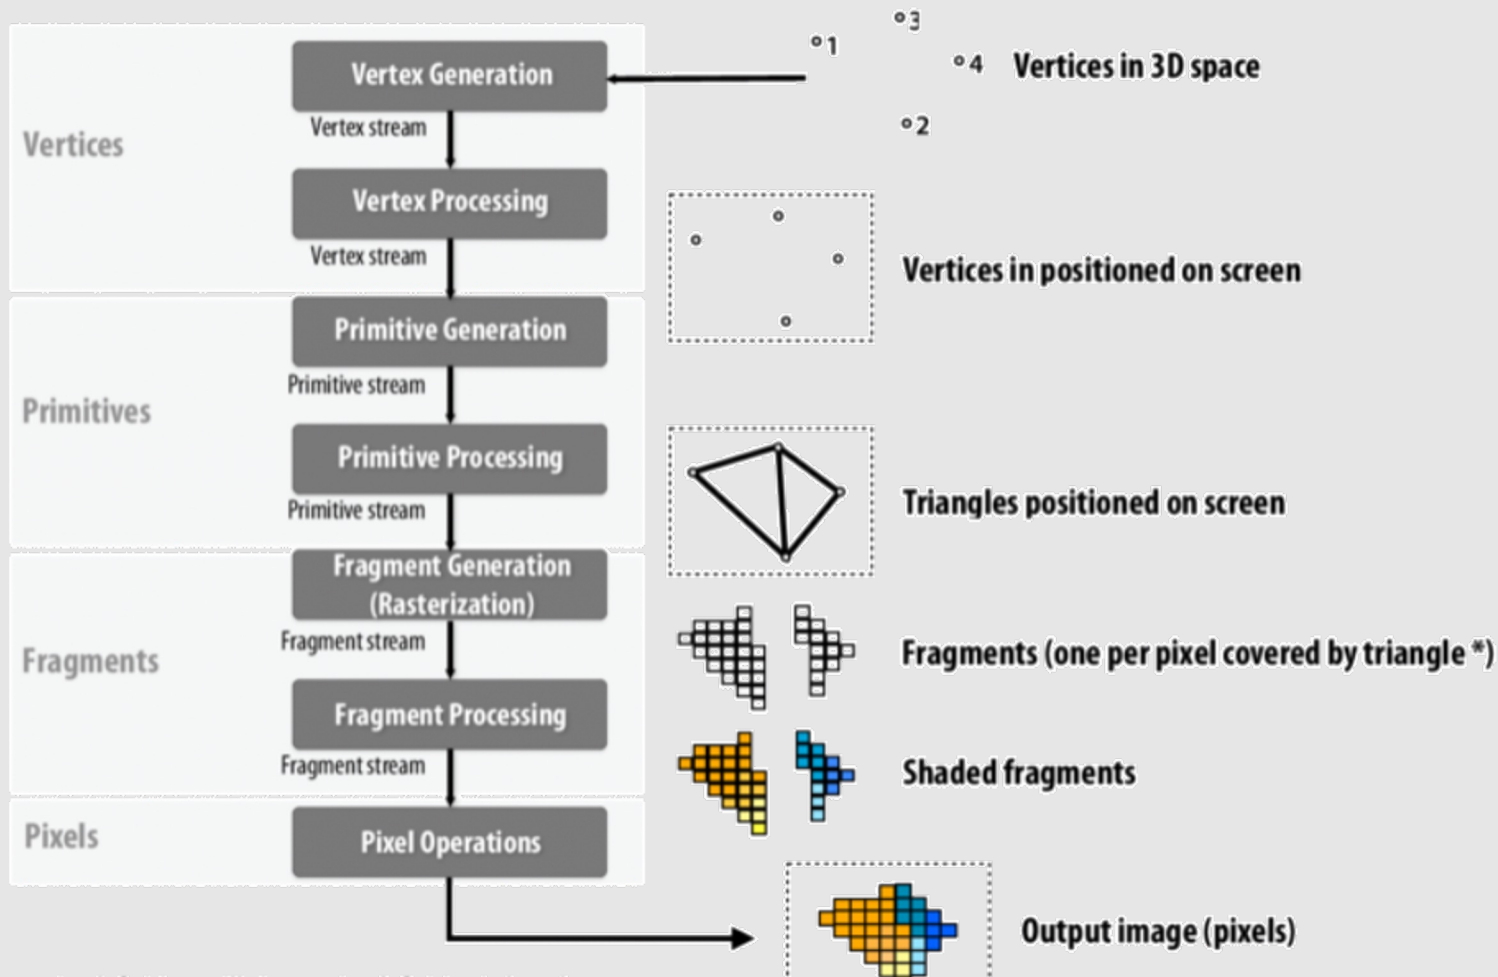 3
1
4
Vertices in 3D space
2
Vertices
Vertex Generation
Vertex stream
Vertex Processing
Vertex stream
Vertices in positioned on screen
Primitives
Primitive Generation
Primitive stream
Primitive Processing
Primitive stream
Triangles positioned on screen
Fragments
Fragment Generation
(Rasterization)
Fragment stream
Fragments (one per pixel covered by triangle *)
Fragment Processing
Fragment stream
Shaded fragments
Pixels
Pixel Operations
Output image (pixels)